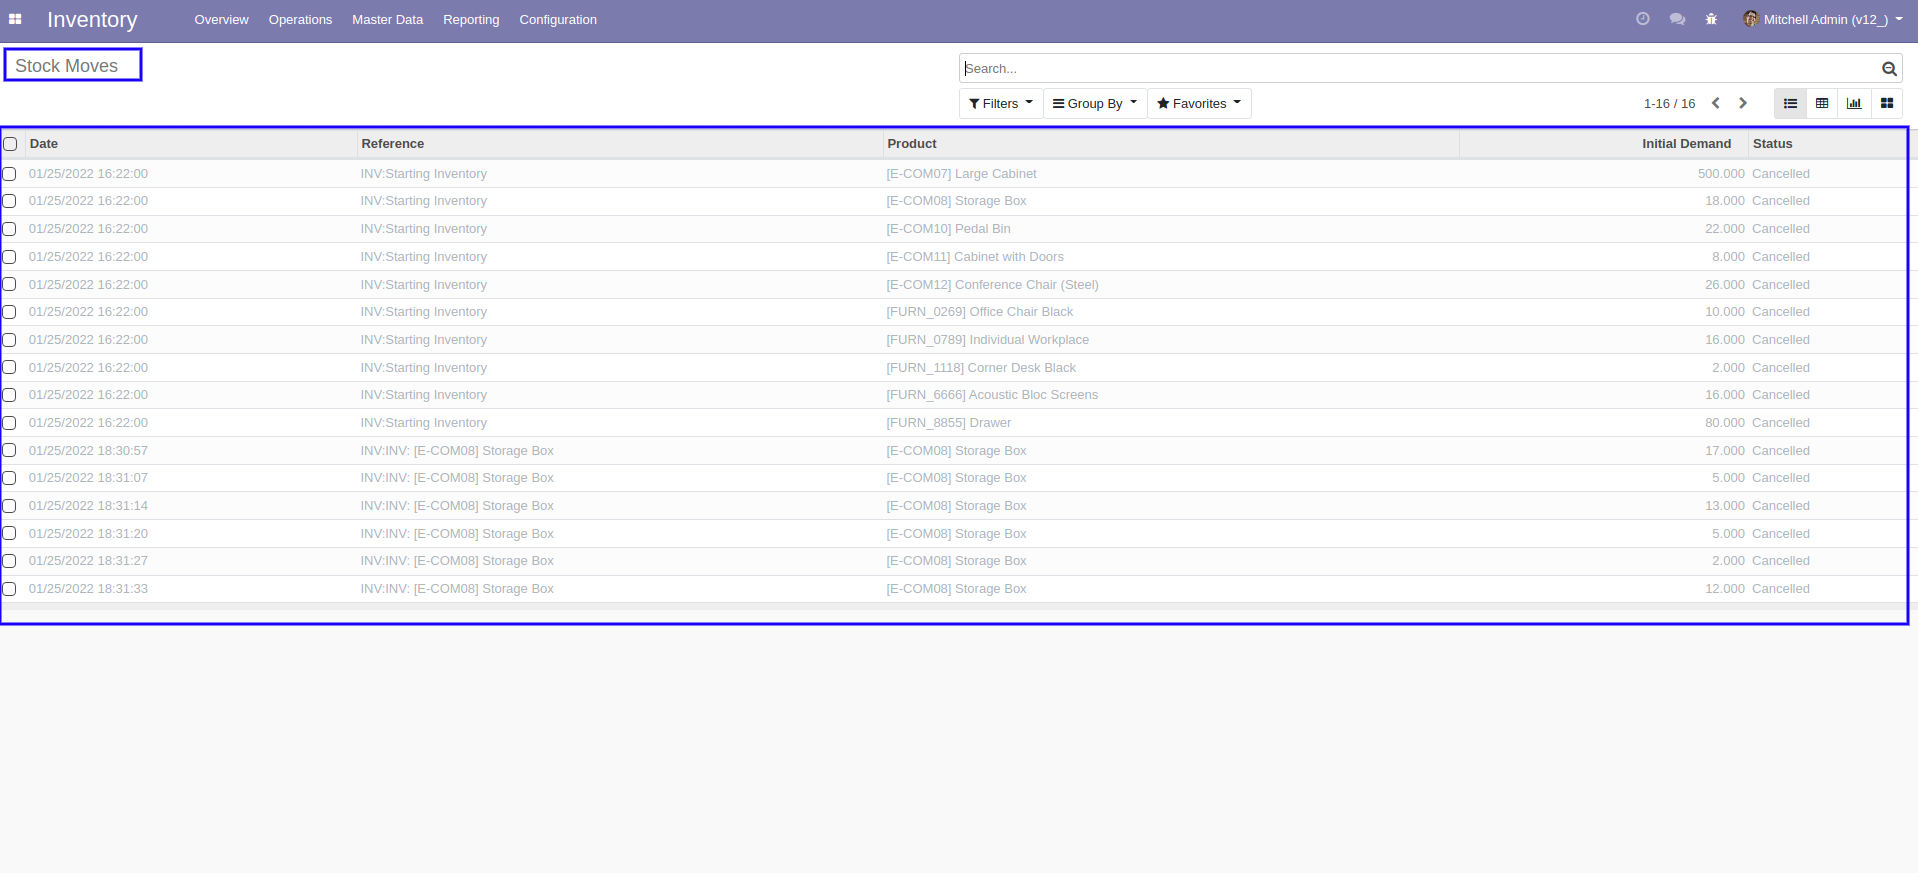 Inventory Overview Operations Master Data Reporting Configuration Mitchell Admin (v12_)
Stock Moves
Search...
Filters Group By Favorites 1-16 / 16
Date Reference Product Initial Demand Status
01/25/2022 16:22:00 INV:Starting Inventory [E-COM07] Large Cabinet 500.000 Cancelled
01/25/2022 16:22:00 INV:Starting Inventory [E-COM08] Storage Box 18.000 Cancelled
01/25/2022 16:22:00 INV:Starting Inventory [E-COM10] Pedal Bin 22.000 Cancelled
01/25/2022 16:22:00 INV:Starting Inventory [E-COM11] Cabinet with Doors 8.000 Cancelled
01/25/2022 16:22:00 INV:Starting Inventory [E-COM12] Conference Chair (Steel) 26.000 Cancelled
01/25/2022 16:22:00 INV:Starting Inventory [FURN_0269] Office Chair Black 10.000 Cancelled
01/25/2022 16:22:00 INV:Starting Inventory [FURN_0789] Individual Workplace 16.000 Cancelled
01/25/2022 16:22:00 INV:Starting Inventory [FURN_1118] Corner Desk Black 2.000 Cancelled
01/25/2022 16:22:00 INV:Starting Inventory [FURN_6666] Acoustic Bloc Screens 16.000 Cancelled
01/25/2022 16:22:00 INV:Starting Inventory [FURN_8855] Drawer 80.000 Cancelled
01/25/2022 18:30:57 INV:INV: [E-COM08] Storage Box [E-COM08] Storage Box 17.000 Cancelled
01/25/2022 18:31:07 INV:INV: [E-COM08] Storage Box [E-COM08] Storage Box 5.000 Cancelled
01/25/2022 18:31:14 INV:INV: [E-COM08] Storage Box [E-COM08] Storage Box 13.000 Cancelled
01/25/2022 18:31:20 INV:INV: [E-COM08] Storage Box [E-COM08] Storage Box 5.000 Cancelled
01/25/2022 18:31:27 INV:INV: [E-COM08] Storage Box [E-COM08] Storage Box 2.000 Cancelled
01/25/2022 18:31:33 INV:INV: [E-COM08] Storage Box [E-COM08] Storage Box 12.000 Cancelled